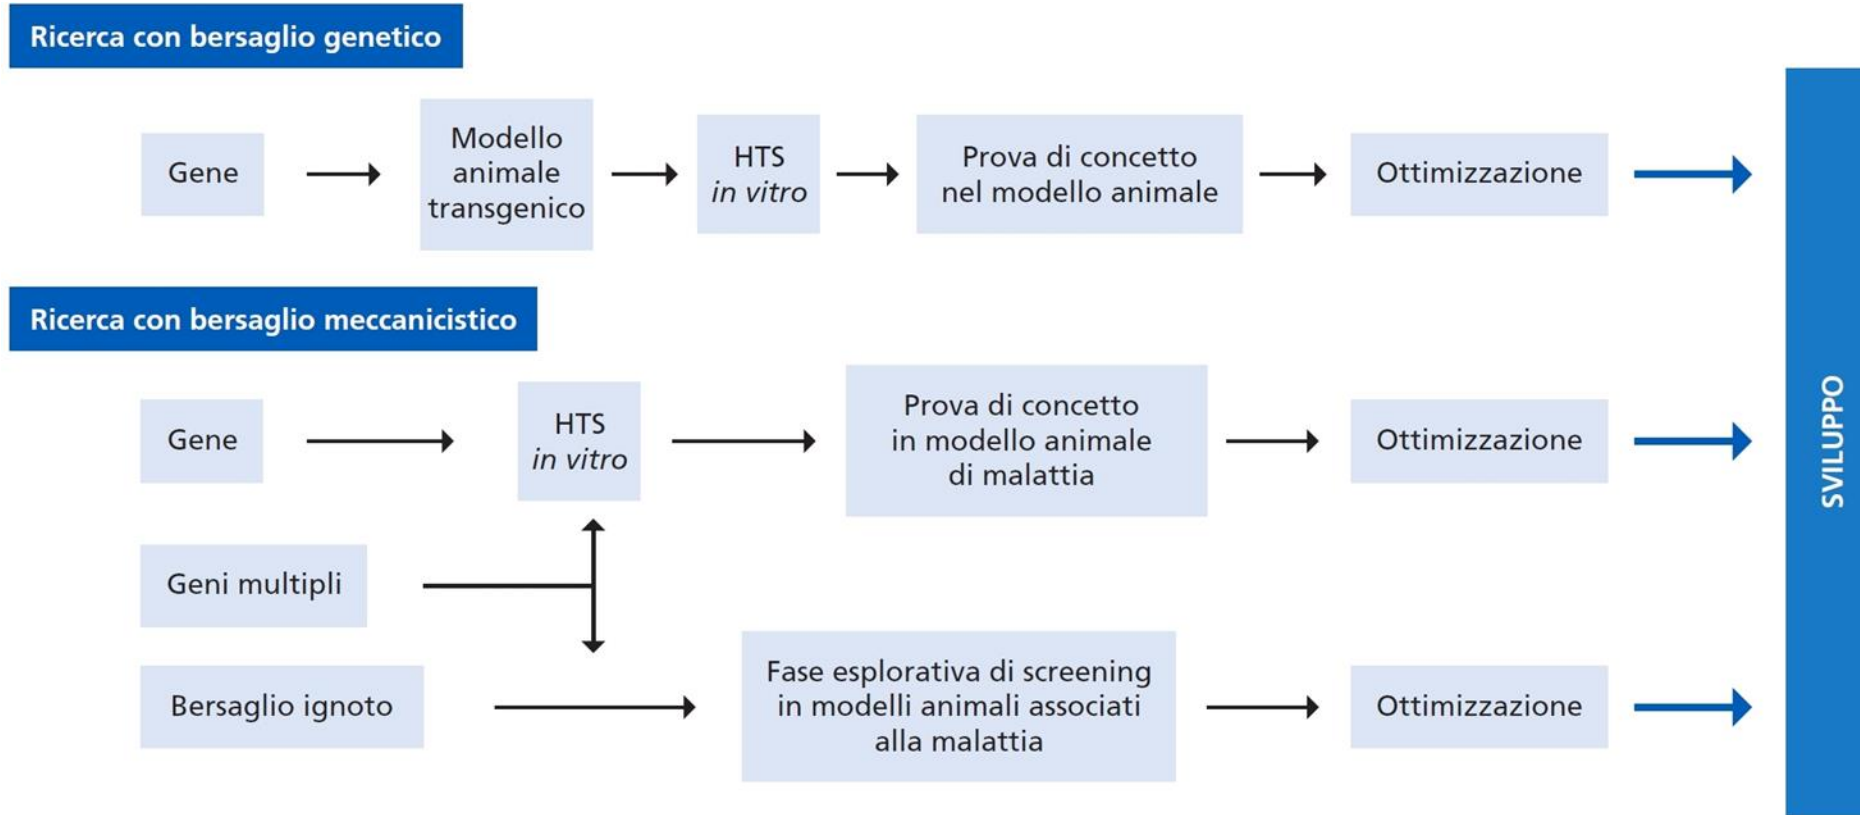 Ricerca con bersaglio genetico
Gene
Modello
animale
transgenico
HTS
in vitro
Prova di concetto
nel modello animale
Ottimizzazione
Ricerca con bersaglio meccanicistico
Gene
HTS
in vitro
Prova di concetto
in modello animale
di malattia
Ottimizzazione
Geni multipli
Bersaglio ignoto
Fase esplorativa di screening
in modelli animali associati
alla malattia
Ottimizzazione
SVILUPPO